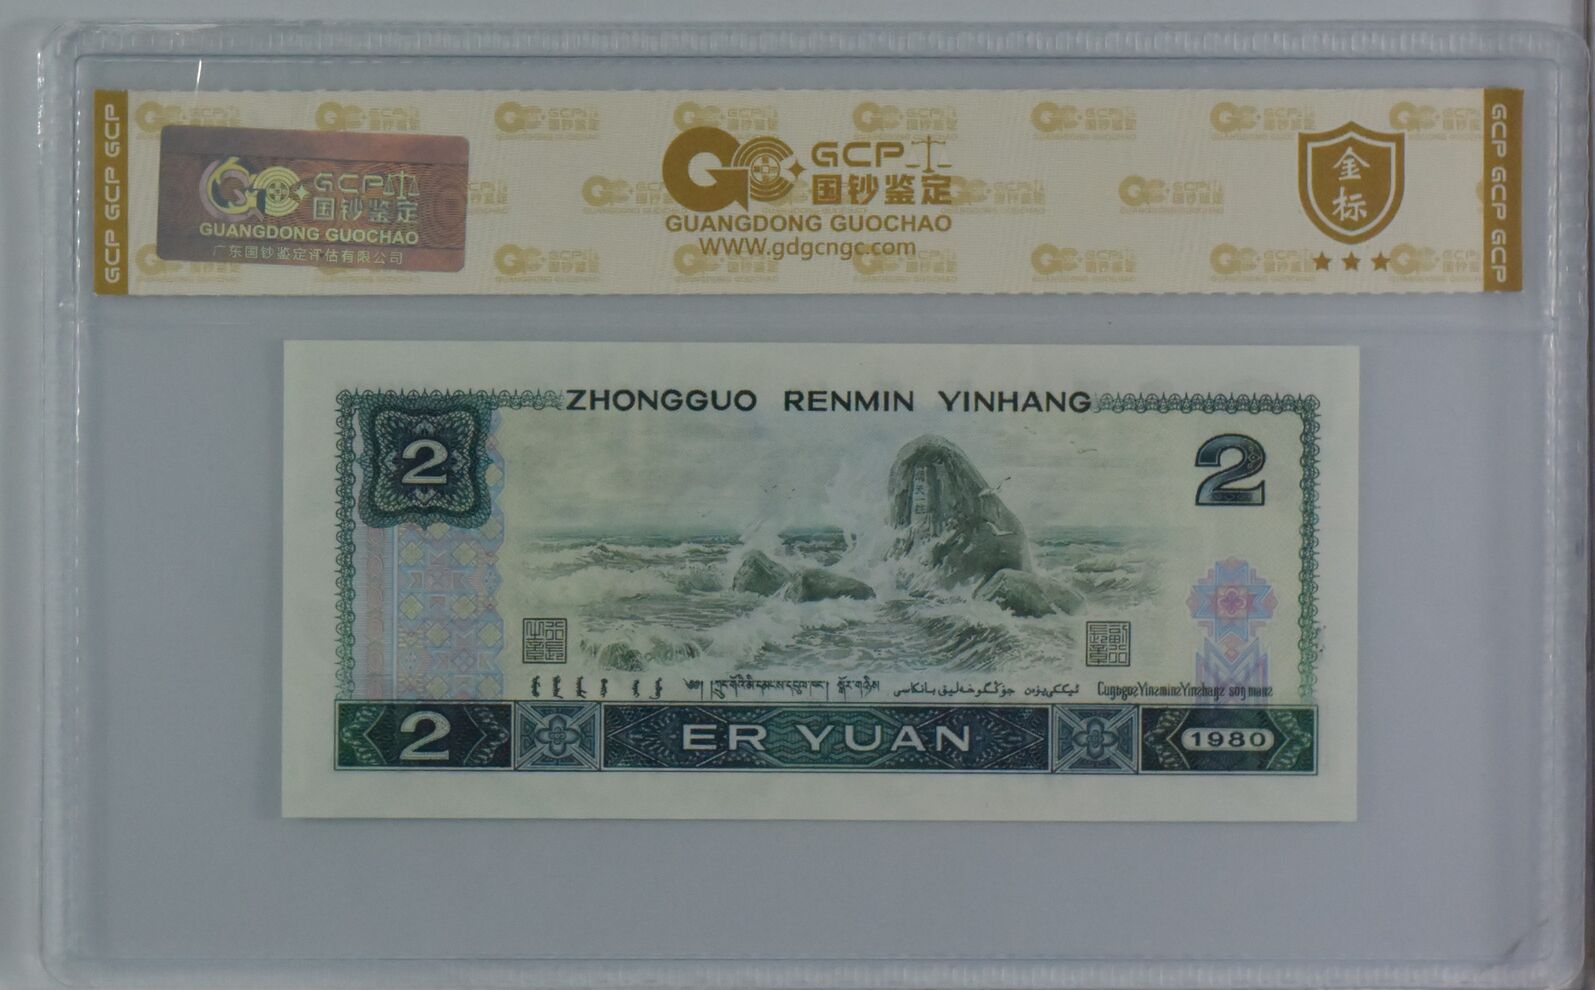 GCP GCP GCP
GCP
国钞鉴定
GUANGDONG GUOCHAO
广东国钞鉴定评估有限公司
GCP
国钞鉴定
GUANGDONG GUOCHAO
WWW.gdgcngc.com
金
标
GCP GCP GCP
ZHONGGUO RENMIN YINHANG
2
2
2
ER YUAN
1980